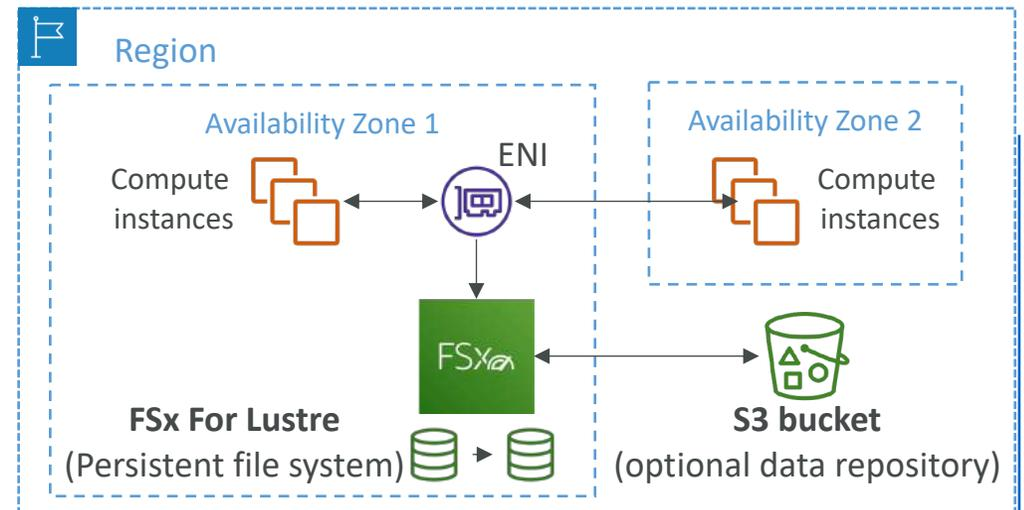 Region
Availability Zone 1
Availability Zone 2
ENI
Compute
instances
Compute
instances
FSx
FSx For Lustre
(Persistent file system)
S3 bucket
(optional data repository)